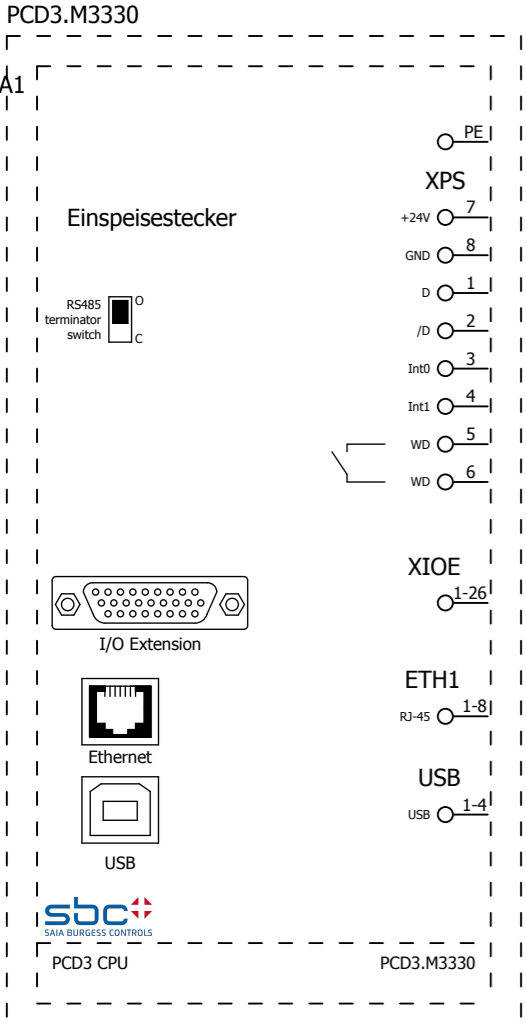 PCD3.M3330
A1
PE
XPS
Einspeisestecker
+24V 7
GND 8
D 1
/D 2
Int0 3
Int1 4
WD 5
WD 6
RS485
terminator
switch
O
C
XIOE
1-26
I/O Extension
ETH1
RJ-45 1-8
Ethernet
USB
USB 1-4
USB
sbc
SAIA BURGESS CONTROLS
PCD3 CPU PCD3.M3330